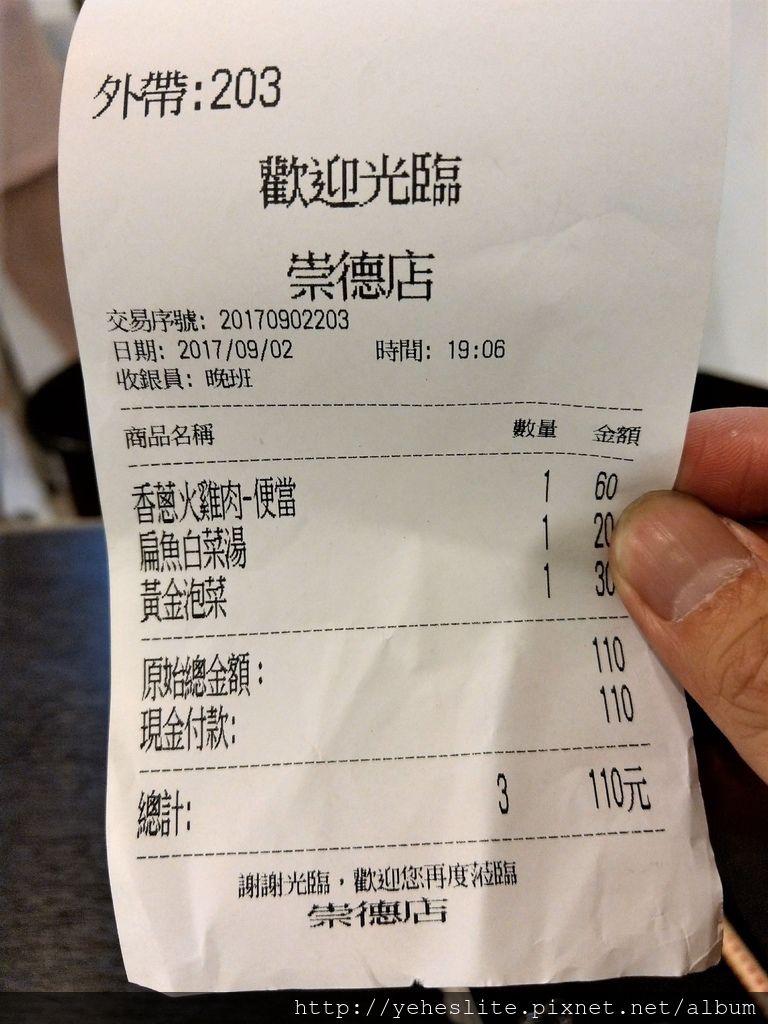 外帶:203
歡迎光臨
崇德店
交易序號: 20170902203
日期: 2017/09/02 時間: 19:06
收銀員: 晚班
商品名稱 數量 金額
香蔥火雞肉-便當 1 60
扁魚白菜湯 1 20
黃金泡菜 1 30
原始總金額: 110
現金付款: 110
總計: 3 110元
謝謝光臨，歡迎您再度蒞臨
崇德店
http://yeheslite.pixnet.net/album